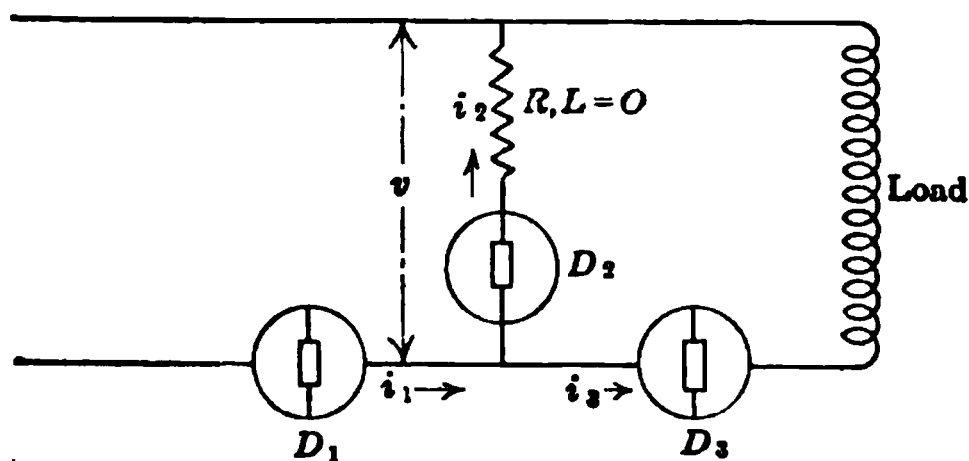 v
i₂
R, L = O
D₂
Load
i₁
i₃
D₁
D₃